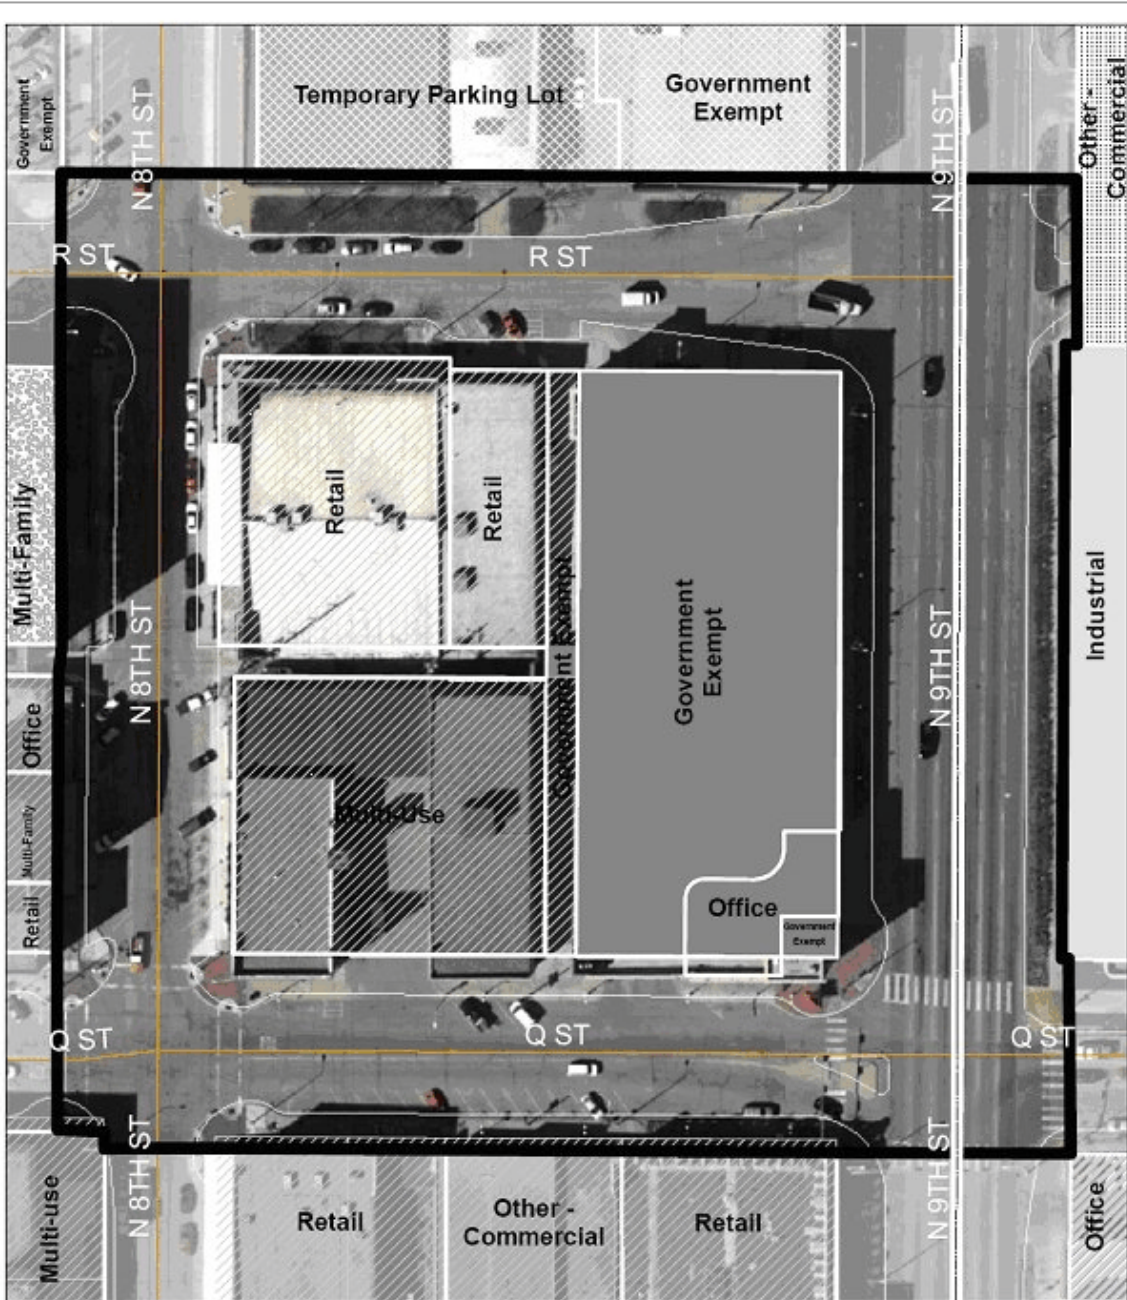 Government
Exempt
N 8TH ST
Temporary Parking Lot
Government
Exempt
N 9TH ST
Other -
Commercial
R ST
R ST
Multi-Family
Retail
Retail
Government Exempt
Government
Exempt
Industrial
N 8TH ST
N 9TH ST
Office
Multi-Family
Multi-Use
Retail
Office
Government
Exempt
Q ST
Q ST
Q ST
N 8TH ST
N 9TH ST
Multi-use
Retail
Other -
Commercial
Retail
Office